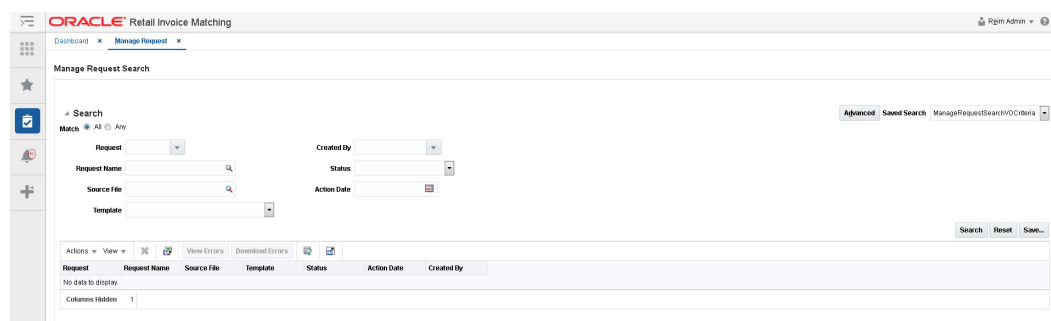 ORACLE® Retail Invoice Matching Reim Admin
Dashboard × Manage Request ×
Manage Request Search
Search Advanced Saved Search ManageRequestSearchVOCriteria
Match All Any
Request Created By
Request Name Status
Source File Action Date
Template
Search Reset Save...
Actions View View Errors Download Errors
Request Request Name Source File Template Status Action Date Created By
No data to display.
Columns Hidden 1